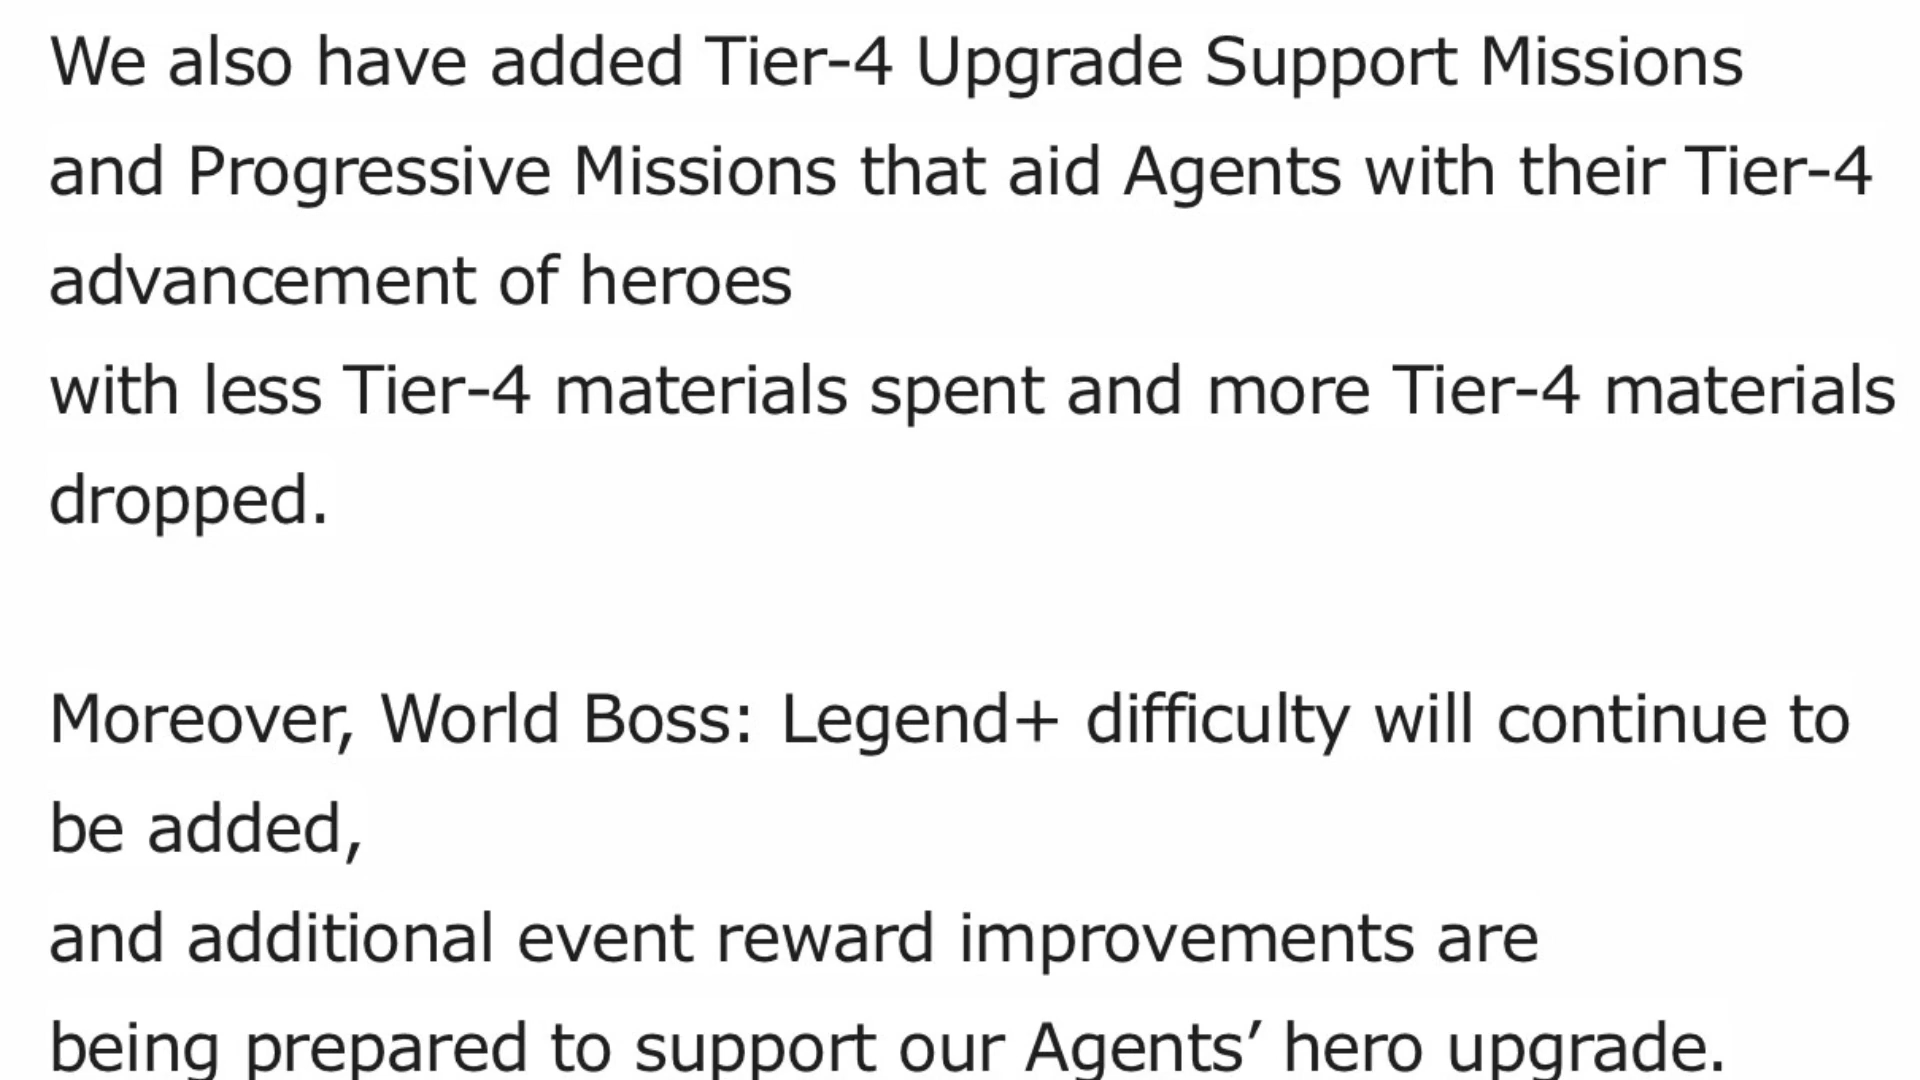 We also have added Tier-4 Upgrade Support Missions
and Progressive Missions that aid Agents with their Tier-4
advancement of heroes
with less Tier-4 materials spent and more Tier-4 materials
dropped.
Moreover, World Boss: Legend+ difficulty will continue to
be added,
and additional event reward improvements are
being prepared to support our Agents’ hero upgrade.